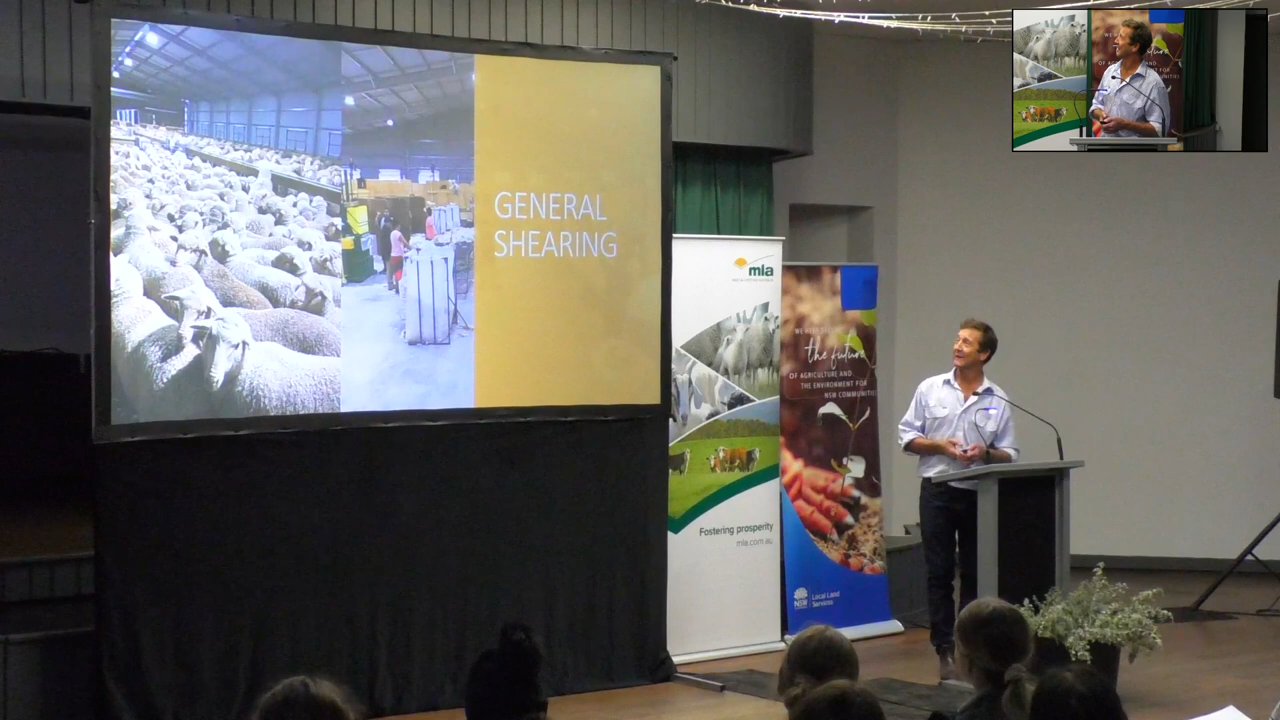 GENERAL
SHEARING
mla
the future
OF AGRICULTURE AND
THE ENVIRONMENT FOR
NSW COMMUNITIES
Fostering prosperity
mla.com.au
NSW
Local Land
Services